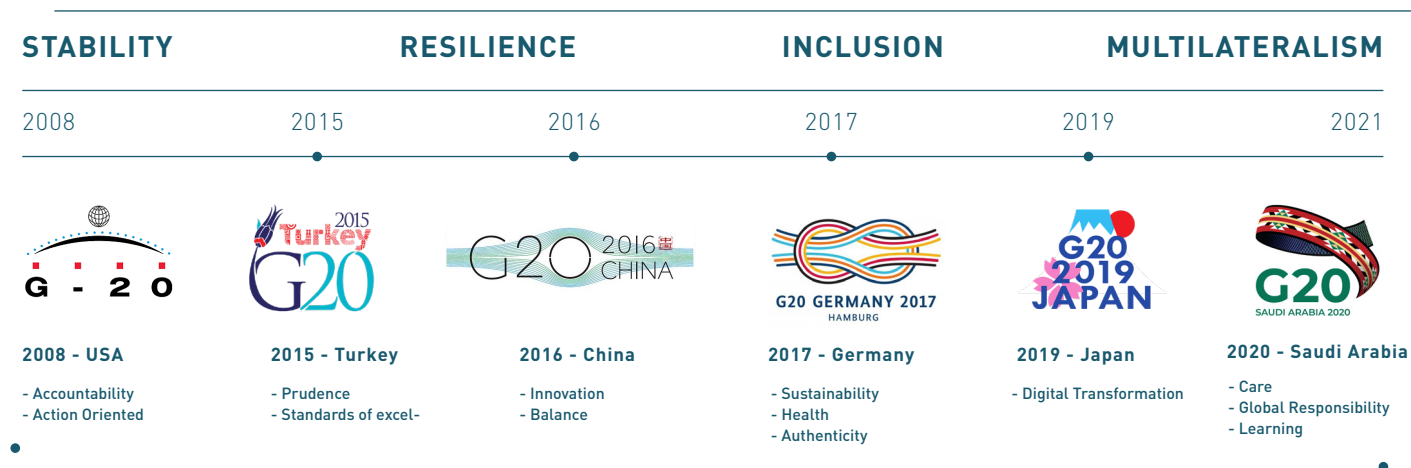 STABILITY RESILIENCE INCLUSION MULTILATERALISM
2008 2015 2016 2017 2019 2021
G - 20
2015
Turkey
G20
G20 2016
CHINA
G20 GERMANY 2017
HAMBURG
G20
2019
JAPAN
G20
SAUDI ARABIA 2020
2008 - USA
- Accountability
- Action Oriented
2015 - Turkey
- Prudence
- Standards of excel-
2016 - China
- Innovation
- Balance
2017 - Germany
- Sustainability
- Health
- Authenticity
2019 - Japan
- Digital Transformation
2020 - Saudi Arabia
- Care
- Global Responsibility
- Learning